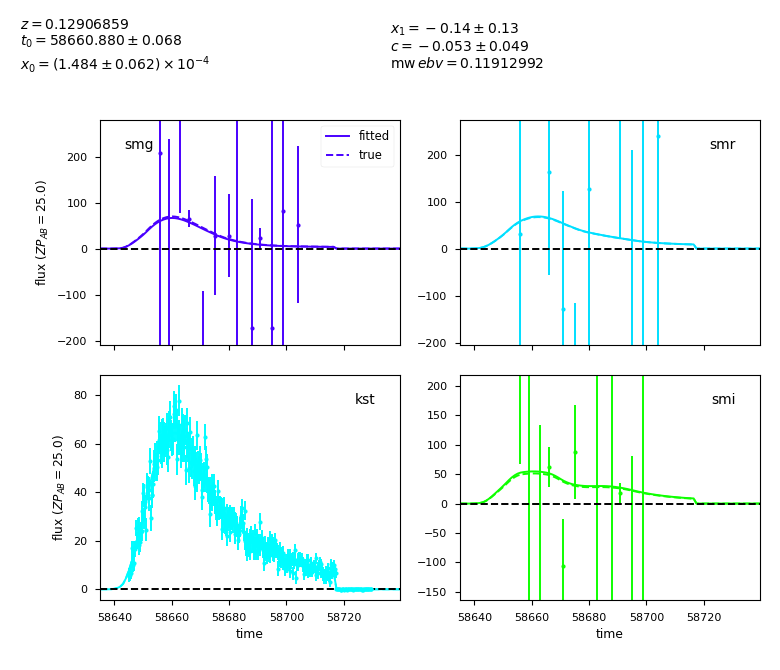 z = 0.12906859
t₀ = 58660.880 ± 0.068
x₀ = (1.484 ± 0.062) × 10⁻⁴
x₁ = −0.14 ± 0.13
c = −0.053 ± 0.049
mw ebv = 0.11912992
200
100
0
−100
−200
flux (ZP_AB = 25.0)
smg
fitted
true
200
100
0
−100
−200
smr
80
60
40
20
0
flux (ZP_AB = 25.0)
kst
58640 58660 58680 58700 58720
time
200
150
100
50
0
−50
−100
−150
smi
58640 58660 58680 58700 58720
time